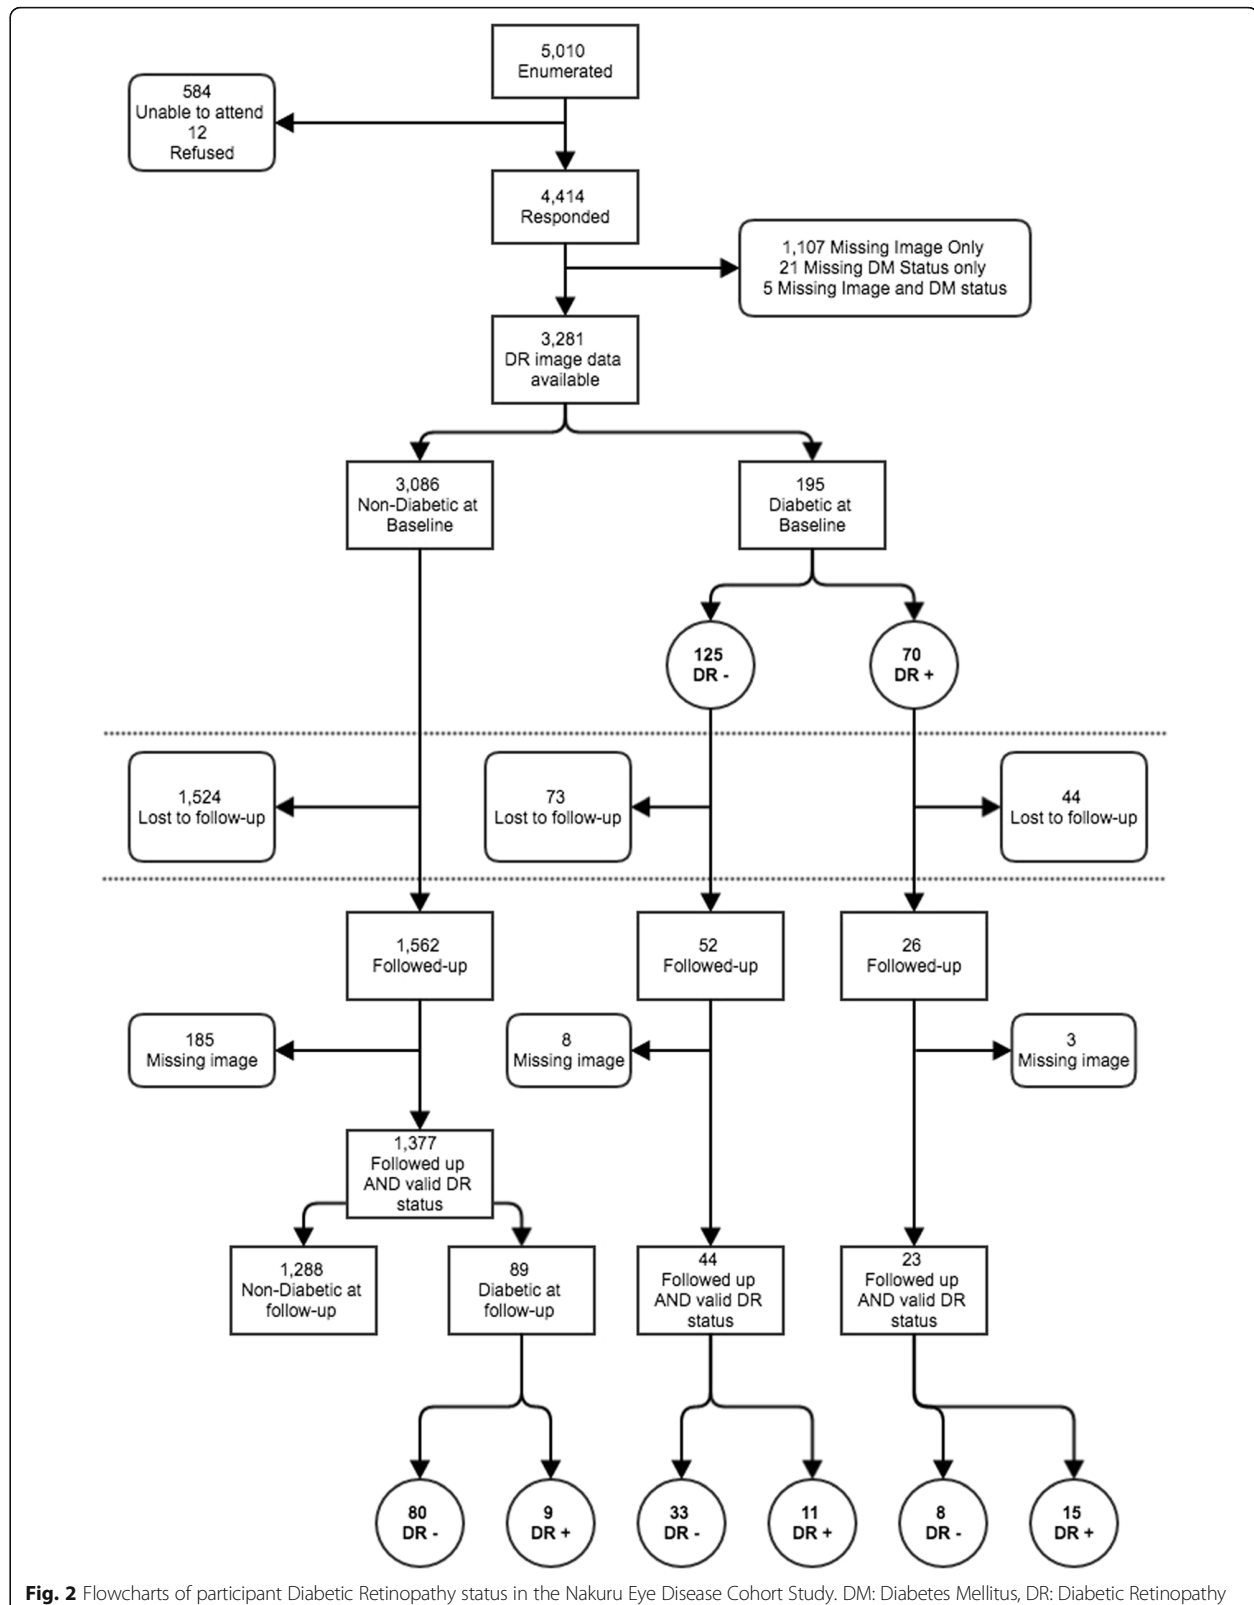 5,010
Enumerated
584
Unable to attend
12
Refused
4,414
Responded
1,107 Missing Image Only
21 Missing DM Status only
5 Missing Image and DM status
3,281
DR image data
available
3,086
Non-Diabetic at
Baseline
195
Diabetic at
Baseline
125
DR -
70
DR +
1,524
Lost to follow-up
73
Lost to follow-up
44
Lost to follow-up
1,562
Followed-up
52
Followed-up
26
Followed-up
185
Missing image
8
Missing image
3
Missing image
1,377
Followed up
AND valid DR
status
1,288
Non-Diabetic at
follow-up
89
Diabetic at
follow-up
44
Followed up
AND valid DR
status
23
Followed up
AND valid DR
status
80
DR -
9
DR +
33
DR -
11
DR +
8
DR -
15
DR +
Fig. 2 Flowcharts of participant Diabetic Retinopathy status in the Nakuru Eye Disease Cohort Study. DM: Diabetes Mellitus, DR: Diabetic Retinopathy